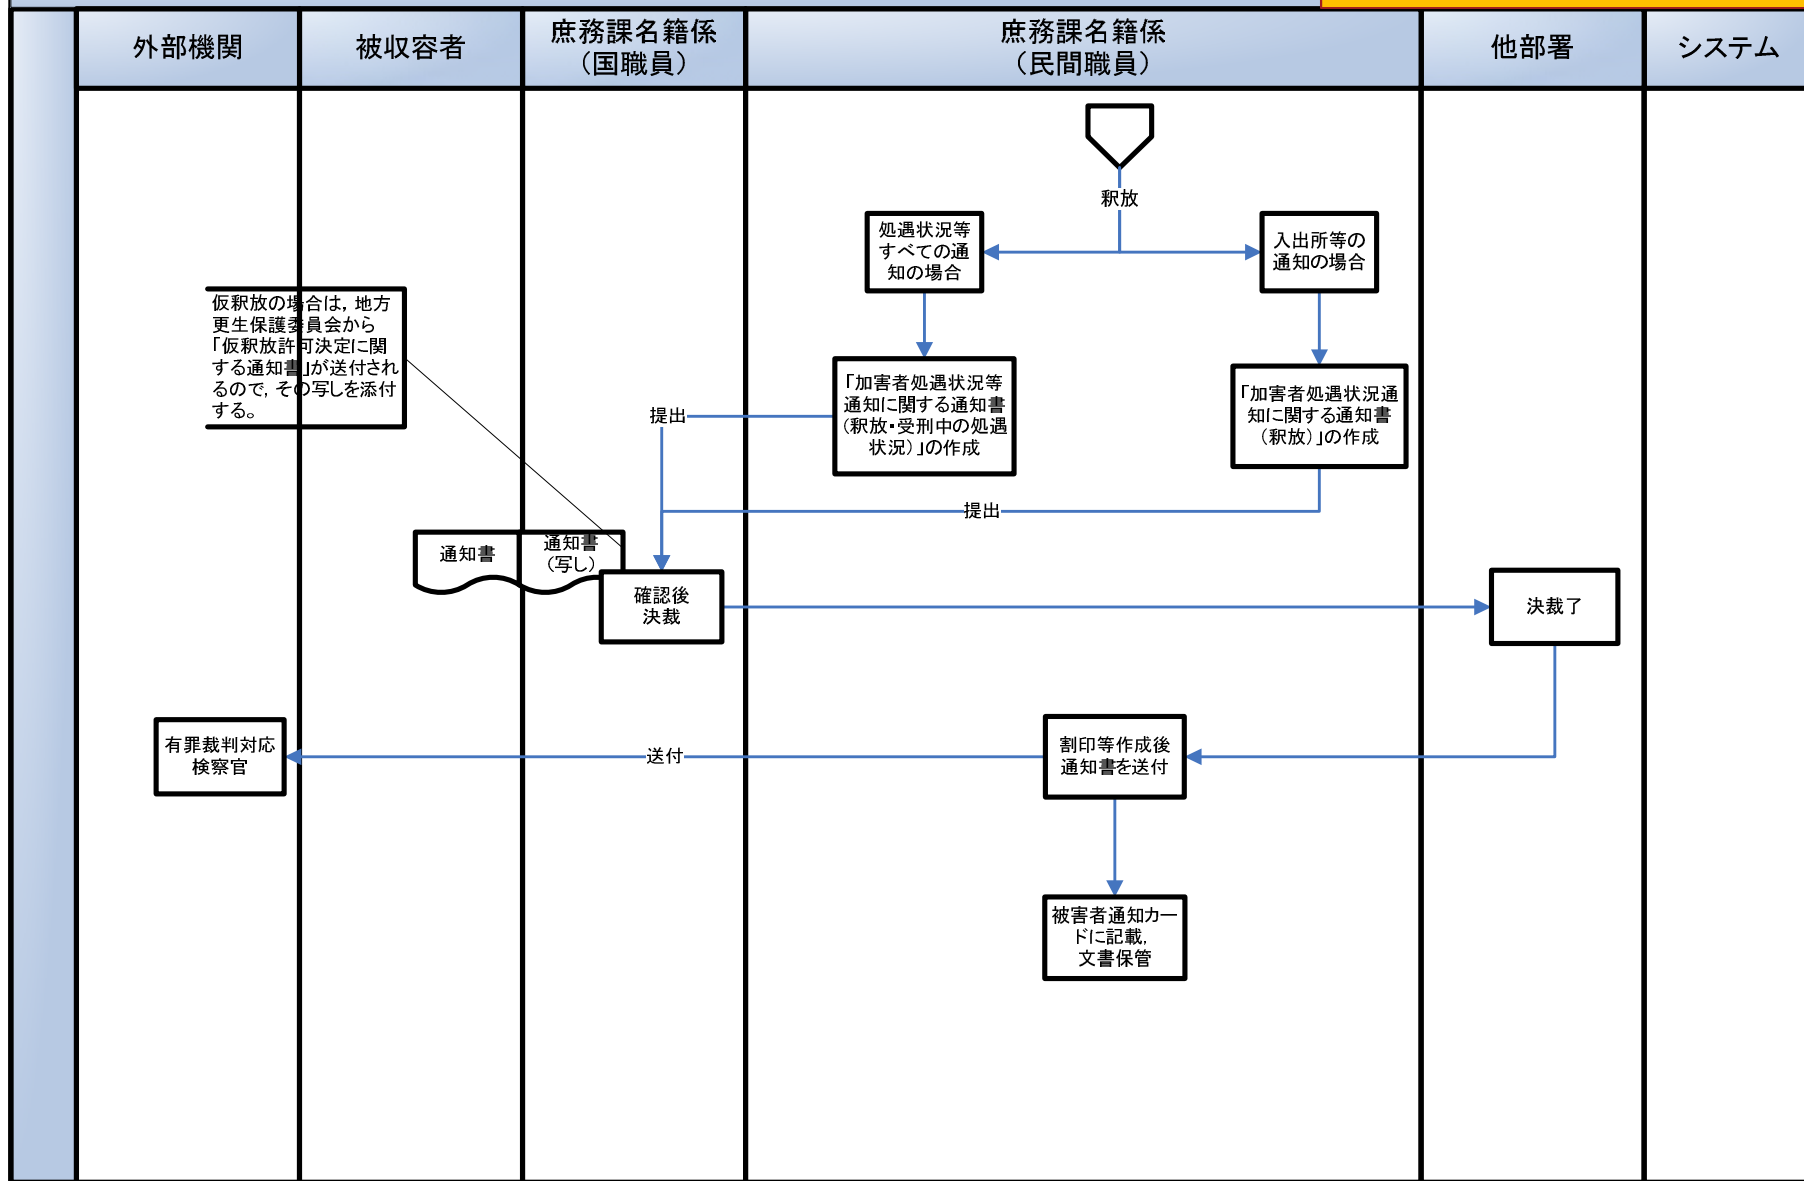 外部機関
被収容者
庶務課名籍係
（国職員）
庶務課名籍係
（民間職員）
他部署
システム
釈放
処遇状況等
すべての通
知の場合
入出所等の
通知の場合
仮釈放の場合は，地方
更生保護委員会から
「仮釈放許可決定に関
する通知書」が送付され
るので，その写しを添付
する。
「加害者処遇状況等
通知に関する通知書
（釈放・受刑中の処遇
状況）」の作成
「加害者処遇状況通
知に関する通知書
（釈放）」の作成
提出
提出
通知書
通知書
（写し）
確認後
決裁
決裁了
有罪裁判対応
検察官
送付
割印等作成後
通知書を送付
被害者通知カー
ドに記載，
文書保管